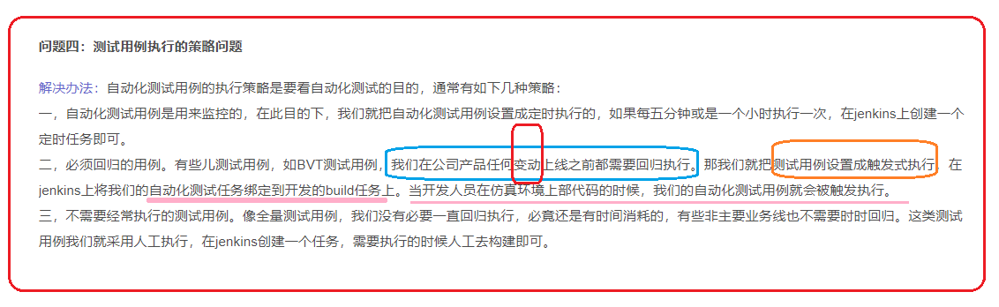 问题四：测试用例执行的策略问题
解决办法：自动化测试用例的执行策略是要看自动化测试的目的，通常有如下几种策略：
一，自动化测试用例是用来监控的，在此目的下，我们就把自动化测试用例设置成定时执行的，如果每五分钟或是一个小时执行一次，在jenkins上创建一个
定时任务即可。
二，必须回归的用例。有些儿测试用例，如BVT测试用例，我们在公司产品任何变动上线之前都需要回归执行。那我们就把测试用例设置成触发式执行，在
jenkins上将我们的自动化测试任务绑定到开发的build任务上。当开发人员在仿真环境上部代码的时候，我们的自动化测试用例就会被触发执行。
三，不需要经常执行的测试用例。像全量测试用例，我们没有必要一直回归执行，必竟还是有时间消耗的，有些非主要业务线也不需要时时回归。这类测试
用例我们就采用人工执行，在jenkins创建一个任务，需要执行的时候人工去构建即可。